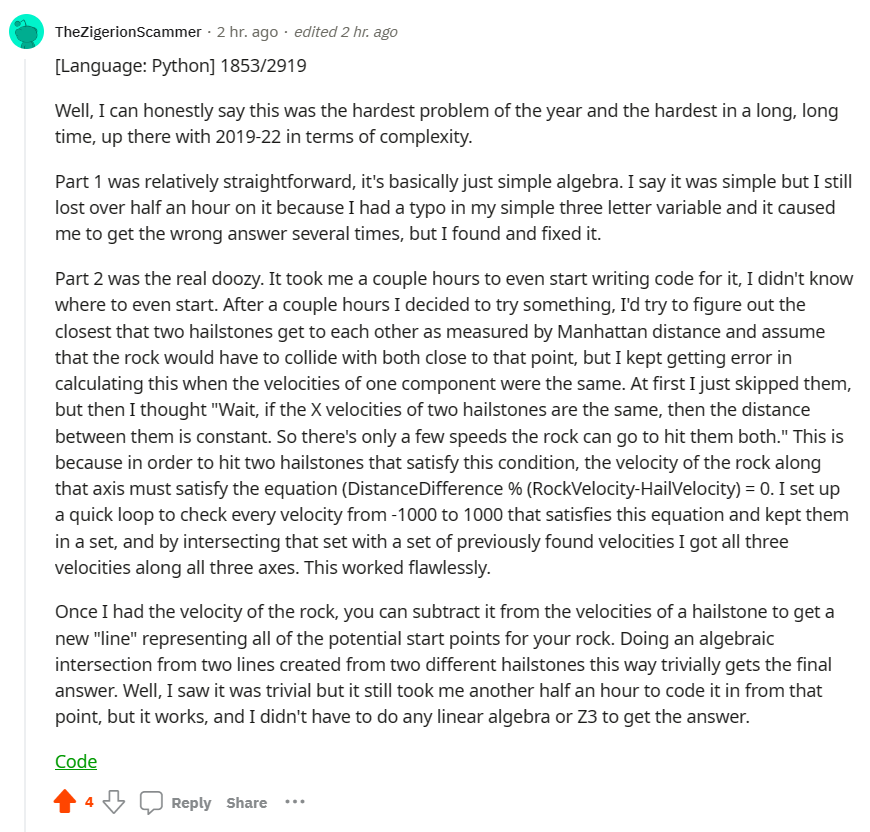 TheZigerionScammer · 2 hr. ago · edited 2 hr. ago
[Language: Python] 1853/2919
Well, I can honestly say this was the hardest problem of the year and the hardest in a long, long
time, up there with 2019-22 in terms of complexity.
Part 1 was relatively straightforward, it's basically just simple algebra. I say it was simple but I still
lost over half an hour on it because I had a typo in my simple three letter variable and it caused
me to get the wrong answer several times, but I found and fixed it.
Part 2 was the real doozy. It took me a couple hours to even start writing code for it, I didn't know
where to even start. After a couple hours I decided to try something, I'd try to figure out the
closest that two hailstones get to each other as measured by Manhattan distance and assume
that the rock would have to collide with both close to that point, but I kept getting error in
calculating this when the velocities of one component were the same. At first I just skipped them,
but then I thought "Wait, if the X velocities of two hailstones are the same, then the distance
between them is constant. So there's only a few speeds the rock can go to hit them both." This is
because in order to hit two hailstones that satisfy this condition, the velocity of the rock along
that axis must satisfy the equation (DistanceDifference % (RockVelocity-HailVelocity) = 0. I set up
a quick loop to check every velocity from -1000 to 1000 that satisfies this equation and kept them
in a set, and by intersecting that set with a set of previously found velocities I got all three
velocities along all three axes. This worked flawlessly.
Once I had the velocity of the rock, you can subtract it from the velocities of a hailstone to get a
new "line" representing all of the potential start points for your rock. Doing an algebraic
intersection from two lines created from two different hailstones this way trivially gets the final
answer. Well, I saw it was trivial but it still took me another half an hour to code it in from that
point, but it works, and I didn't have to do any linear algebra or Z3 to get the answer.
Code
4 Reply Share ···